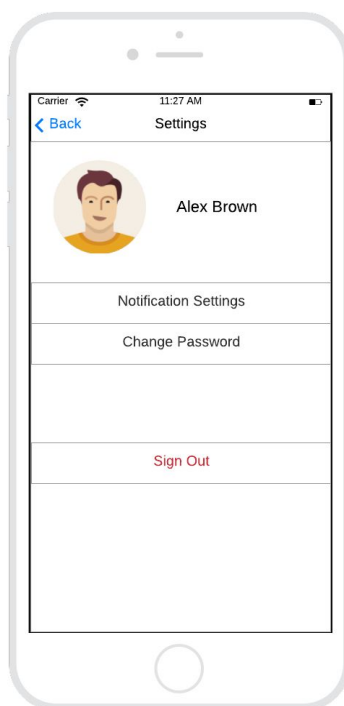 Carrier 11:27 AM
Back Settings
Alex Brown
Notification Settings
Change Password
Sign Out